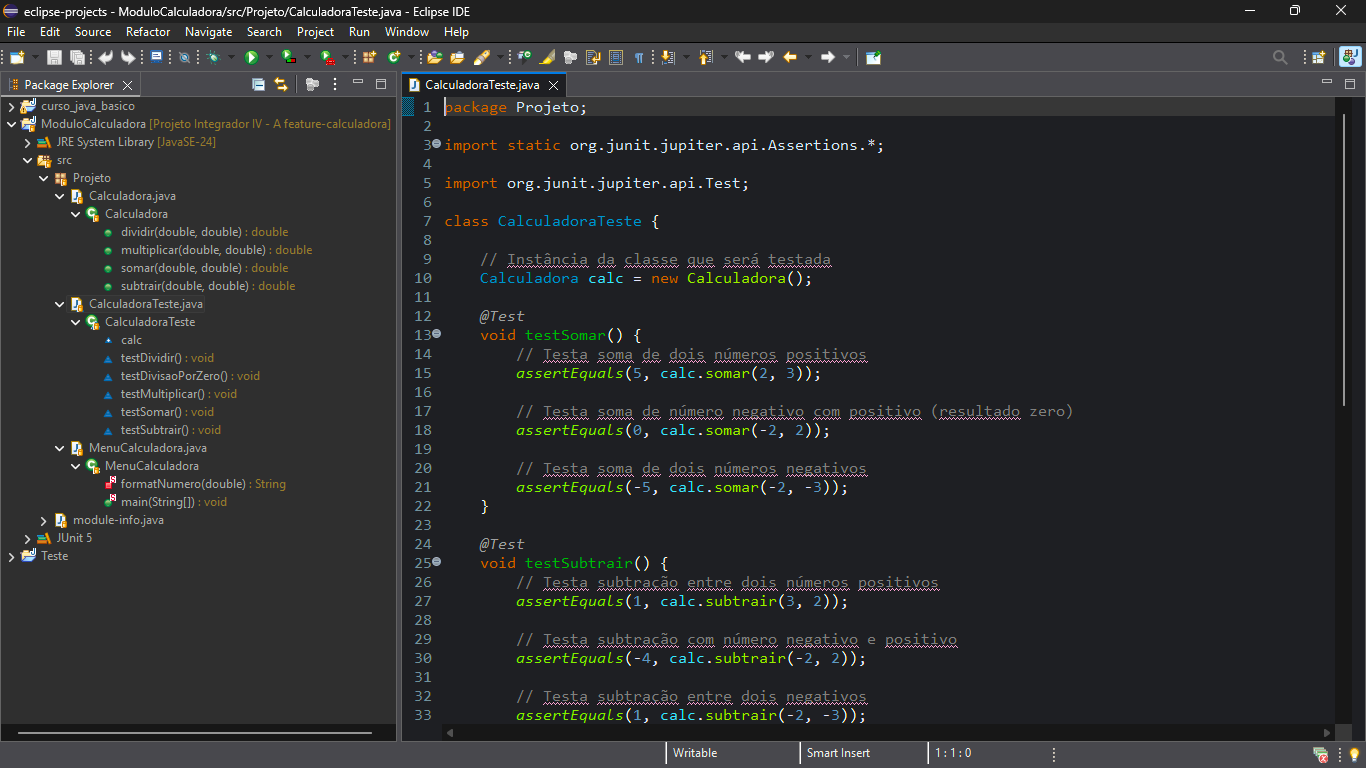 eclipse-projects - ModuloCalculadora/src/Projeto/CalculadoraTeste.java - Eclipse IDE
File Edit Source Refactor Navigate Search Project Run Window Help
Package Explorer
curso_java_basico
ModuloCalculadora [Projeto Integrador IV - A feature-calculadora]
JRE System Library [JavaSE-24]
src
Projeto
Calculadora.java
Calculadora
dividir(double, double) : double
multiplicar(double, double) : double
somar(double, double) : double
subtrair(double, double) : double
CalculadoraTeste.java
CalculadoraTeste
calc
testDividir() : void
testDivisaoPorZero() : void
testMultiplicar() : void
testSomar() : void
testSubtrair() : void
MenuCalculadora.java
MenuCalculadora
formatNumero(double) : String
main(String[]) : void
module-info.java
JUnit 5
Teste
CalculadoraTeste.java
1 package Projeto;
2
3 import static org.junit.jupiter.api.Assertions.*;
4
5 import org.junit.jupiter.api.Test;
6
7 class CalculadoraTeste {
8
9 // Instância da classe que será testada
10 Calculadora calc = new Calculadora();
11
12 @Test
13 void testSomar() {
14 // Testa soma de dois números positivos
15 assertEquals(5, calc.somar(2, 3));
16
17 // Testa soma de número negativo com positivo (resultado zero)
18 assertEquals(0, calc.somar(-2, 2));
19
20 // Testa soma de dois números negativos
21 assertEquals(-5, calc.somar(-2, -3));
22 }
23
24 @Test
25 void testSubtrair() {
26 // Testa subtração entre dois números positivos
27 assertEquals(1, calc.subtrair(3, 2));
28
29 // Testa subtração com número negativo e positivo
30 assertEquals(-4, calc.subtrair(-2, 2));
31
32 // Testa subtração entre dois negativos
33 assertEquals(1, calc.subtrair(-2, -3));
Writable Smart Insert 1 : 1 : 0